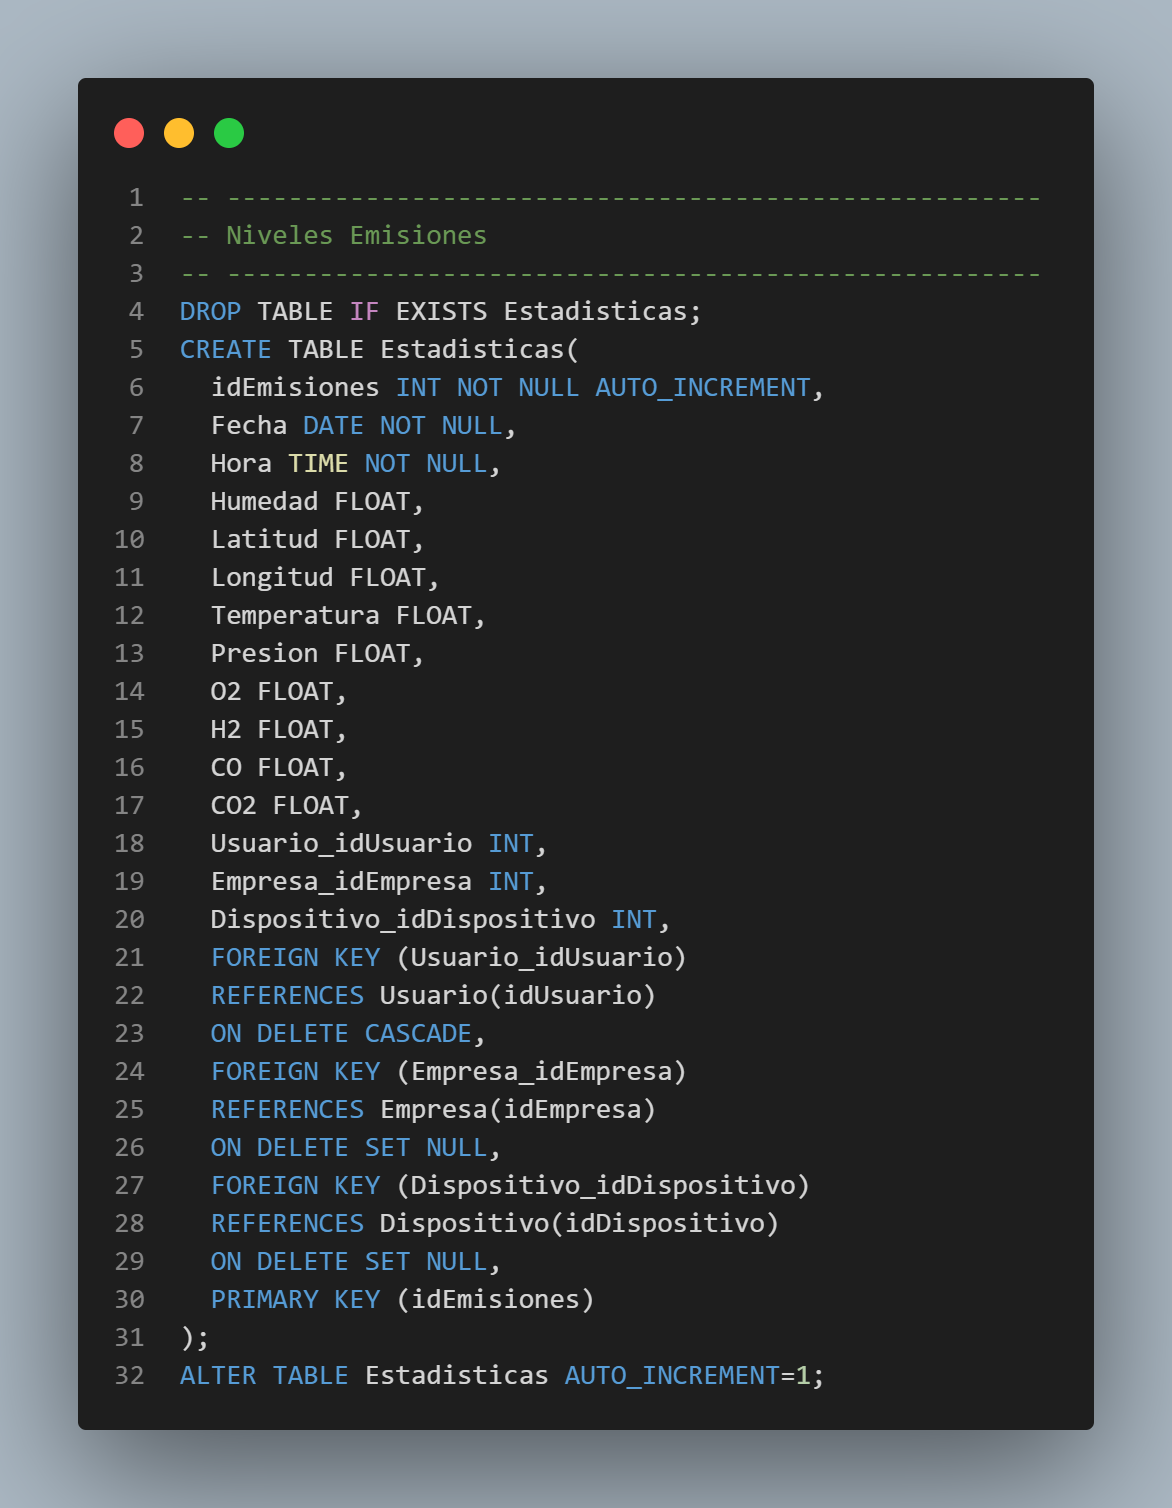 1 -- -----------------------------------------------------
2 -- Niveles Emisiones
3 -- -----------------------------------------------------
4 DROP TABLE IF EXISTS Estadisticas;
5 CREATE TABLE Estadisticas(
6   idEmisiones INT NOT NULL AUTO_INCREMENT,
7   Fecha DATE NOT NULL,
8   Hora TIME NOT NULL,
9   Humedad FLOAT,
10   Latitud FLOAT,
11   Longitud FLOAT,
12   Temperatura FLOAT,
13   Presion FLOAT,
14   O2 FLOAT,
15   H2 FLOAT,
16   CO FLOAT,
17   CO2 FLOAT,
18   Usuario_idUsuario INT,
19   Empresa_idEmpresa INT,
20   Dispositivo_idDispositivo INT,
21   FOREIGN KEY (Usuario_idUsuario)
22   REFERENCES Usuario(idUsuario)
23   ON DELETE CASCADE,
24   FOREIGN KEY (Empresa_idEmpresa)
25   REFERENCES Empresa(idEmpresa)
26   ON DELETE SET NULL,
27   FOREIGN KEY (Dispositivo_idDispositivo)
28   REFERENCES Dispositivo(idDispositivo)
29   ON DELETE SET NULL,
30   PRIMARY KEY (idEmisiones)
31 );
32 ALTER TABLE Estadisticas AUTO_INCREMENT=1;